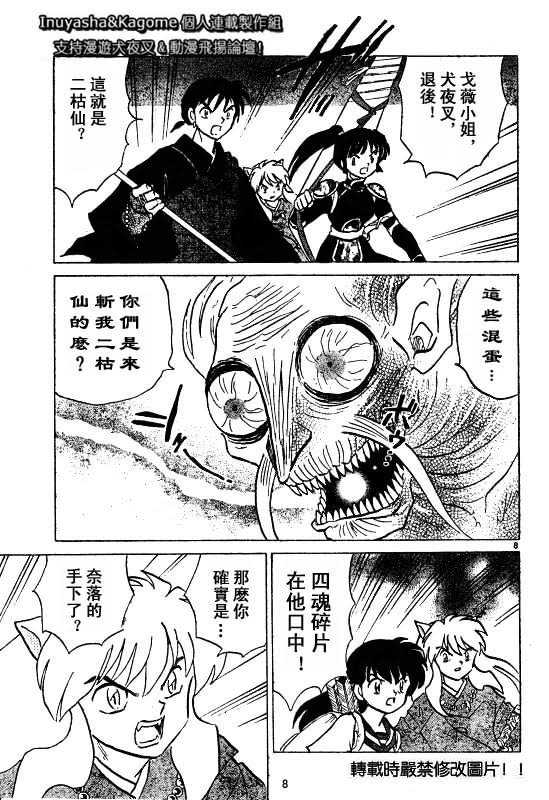 Inuyasha&Kagome 個人連載製作組
支持漫遊犬夜叉 & 動漫飛揚論壇!
戈薇小姐,
犬夜叉,
退後!
這就是
二枯仙?
這些混蛋…
你們是來
斬我二枯
仙的麼?
ボウ…
8
四魂碎片
在他口中!
那麼你
確實是…
奈落的
手下了?
轉載時嚴禁修改圖片!!
8